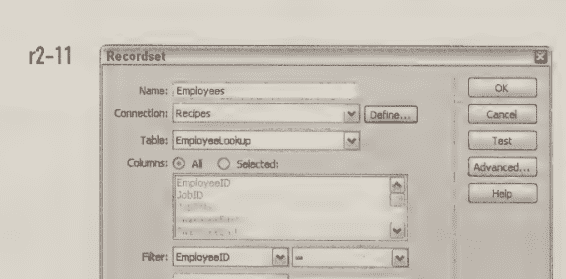 r2-11
Recordset
Name: Employees
OK
Connection: Recipes Define... Cancel
Table: EmployeeLookup Test
Columns: All Selected:
Advanced...
EmployeeID
JobID
Help
Filter: EmployeeID =